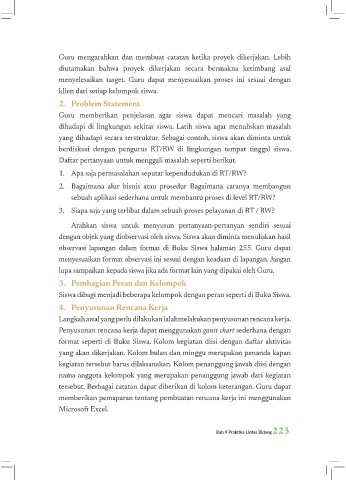 Guru mengarahkan dan membuat catatan ketika proyek dikerjakan. Lebih
diutamakan bahwa proyek dikerjakan secara bermakna ketimbang asal
menyelesaikan target. Guru dapat menyesuaikan proses ini sesuai dengan
klien dari setiap kelompok siswa.
2. Problem Statement
Guru memberikan penjelasan agar siswa dapat mencari masalah yang
dihadapi di lingkungan sekitar siswa. Latih siswa agar menuliskan masalah
yang dihadapi secara terstruktur. Sebagai contoh, siswa akan diminta untuk
berdiskusi dengan pengurus RT/RW di lingkungan tempat tinggal siswa.
Daftar pertanyaan untuk menggali masalah seperti berikut.
1. Apa saja permasalahan seputar kependudukan di RT/RW?
2. Bagaimana alur bisnis atau prosedur Bagaimana caranya membangun
sebuah aplikasi sederhana untuk membantu proses di level RT/RW?
3. Siapa saja yang terlibat dalam sebuah proses pelayanan di RT / RW?
Arahkan siswa untuk menyusun pertanyaan-pertanyan sendiri sesuai
dengan objek yang diobservasi oleh siswa. Siswa akan diminta menuliskan hasil
observasi lapangan dalam format di Buku Siswa halaman 255. Guru dapat
menyesuaikan format observasi ini sesuai dengan keadaan di lapangan. Jangan
lupa sampaikan kepada siswa jika ada format lain yang dipakai oleh Guru.
3. Pembagian Peran dan Kelompok
Siswa dibagi menjadi beberapa kelompok dengan peran seperti di Buku Siswa.
4. Penyusunan Rencana Kerja
Langkah awal yang perlu dilakukan ialah melakukan penyusunan rencana kerja.
Penyusunan rencana kerja dapat menggunakan gantt chart sederhana dengan
format seperti di Buku Siswa. Kolom kegiatan diisi dengan daftar aktivitas
yang akan dikerjakan. Kolom bulan dan minggu merupakan penanda kapan
kegiatan tersebut harus dilaksanakan. Kolom penanggung jawab diisi dengan
nama anggota kelompok yang merupakan penanggung jawab dari kegiatan
tersebut. Berbagai catatan dapat diberikan di kolom keterangan. Guru dapat
memberikan pemaparan tentang pembuatan rencana kerja ini menggunakan
Microsoft Excel.
Bab 9 Praktika Lintas Bidang 223